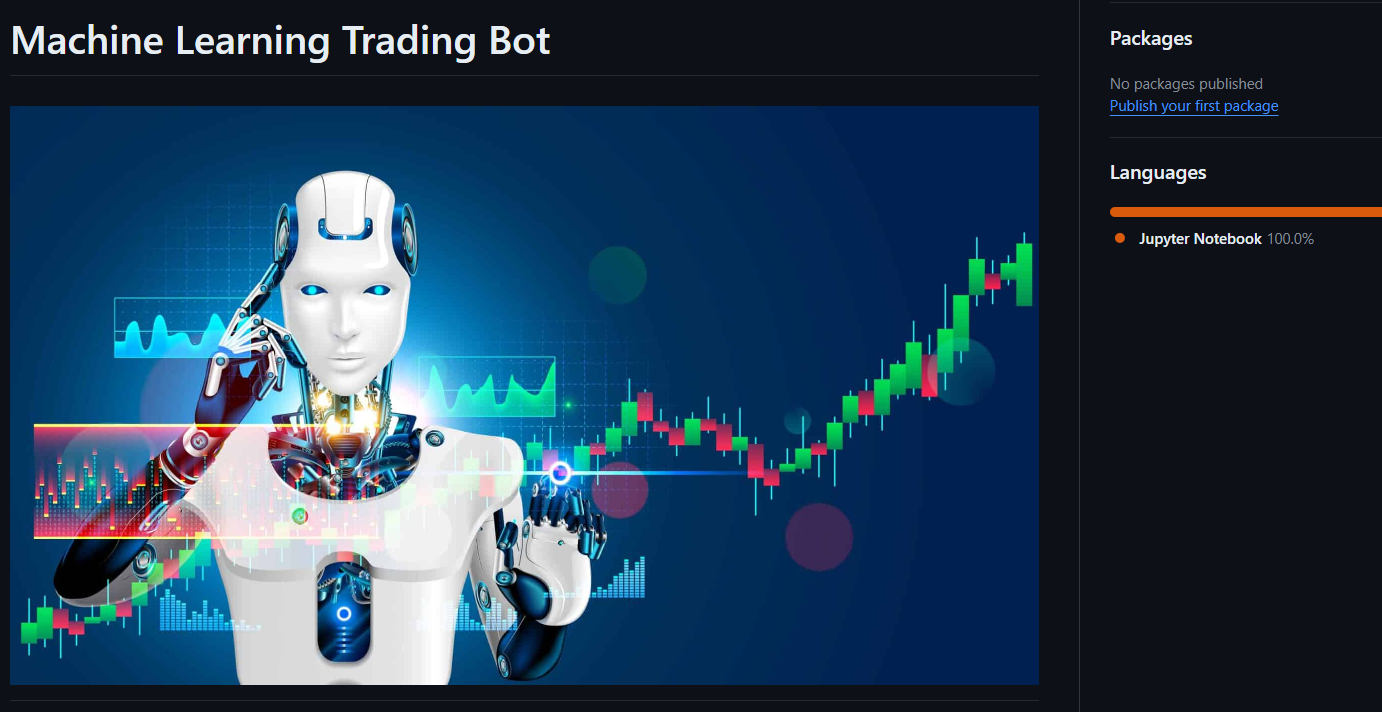 Machine Learning Trading Bot
Packages
No packages published
Publish your first package
Languages
Jupyter Notebook 100.0%